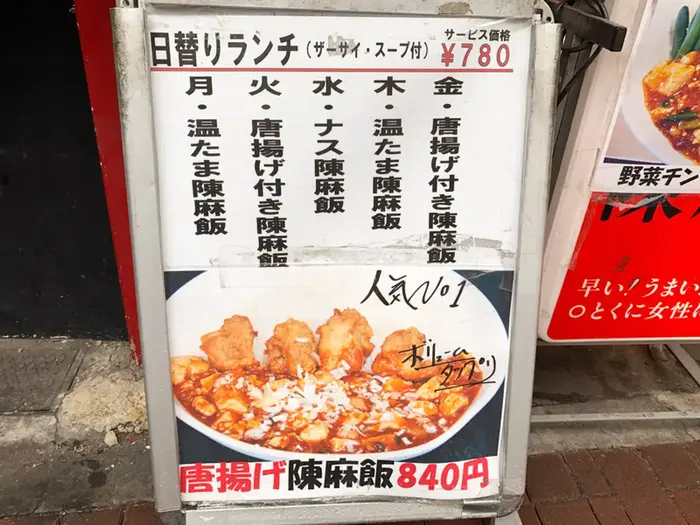 日替りランチ（ザーサイ・スープ付）サービス価格 ¥780
月・温たま陳麻飯
火・唐揚げ付き陳麻飯
水・ナス陳麻飯
木・温たま陳麻飯
金・唐揚げ付き陳麻飯
人気No1
ボリューム
タップリ
唐揚げ陳麻飯840円
野菜チン
早い!うまい
〇とくに女性に